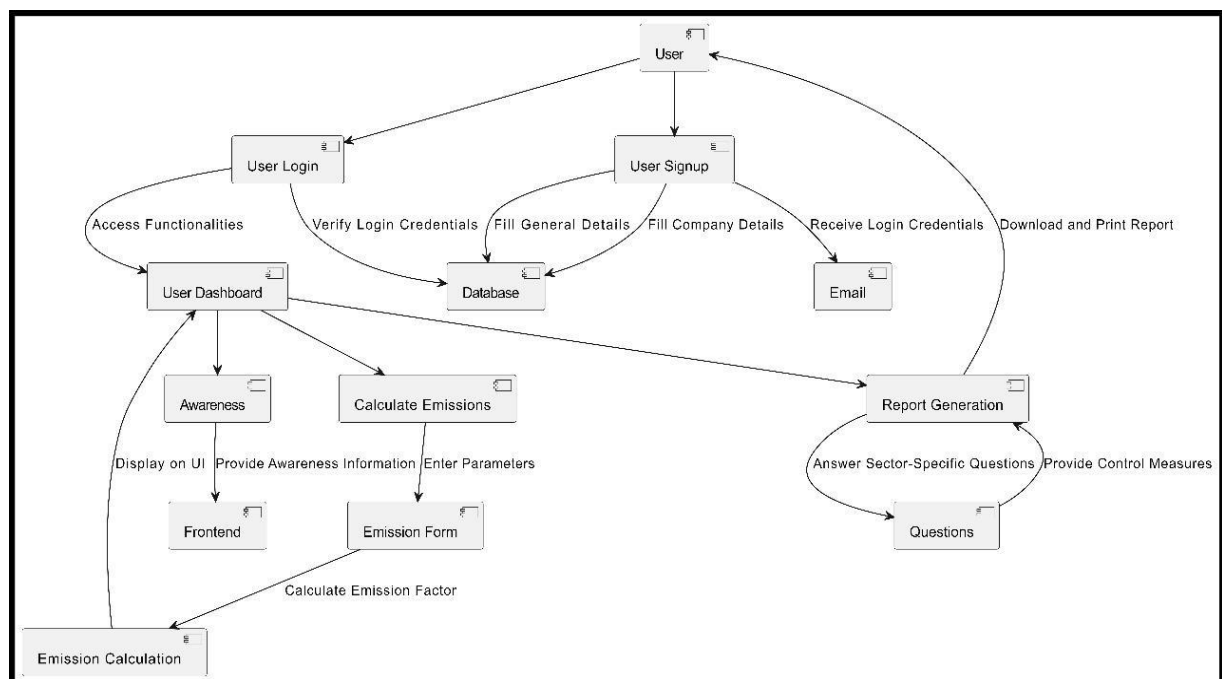 User
User Login
User Signup
Access Functionalities
Verify Login Credentials
Fill General Details
Fill Company Details
Receive Login Credentials
Download and Print Report
User Dashboard
Database
Email
Awareness
Calculate Emissions
Report Generation
Display on UI
Provide Awareness Information
Enter Parameters
Answer Sector-Specific Questions
Provide Control Measures
Frontend
Emission Form
Questions
Calculate Emission Factor
Emission Calculation